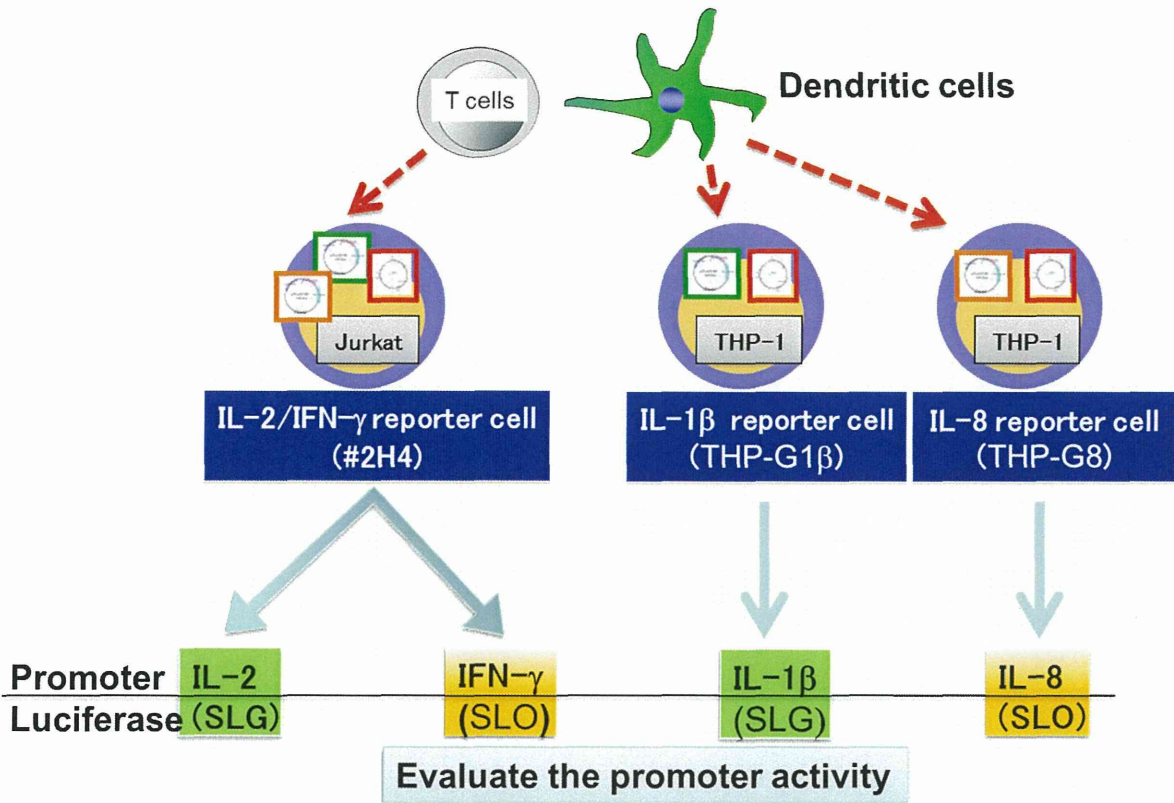 T cells
Dendritic cells
Jurkat
THP-1
THP-1
IL-2/IFN-γ reporter cell
(#2H4)
IL-1β reporter cell
(THP-G1β)
IL-8 reporter cell
(THP-G8)
Promoter IL-2 IFN-γ IL-1β IL-8
Luciferase (SLG) (SLO) (SLG) (SLO)
Evaluate the promoter activity